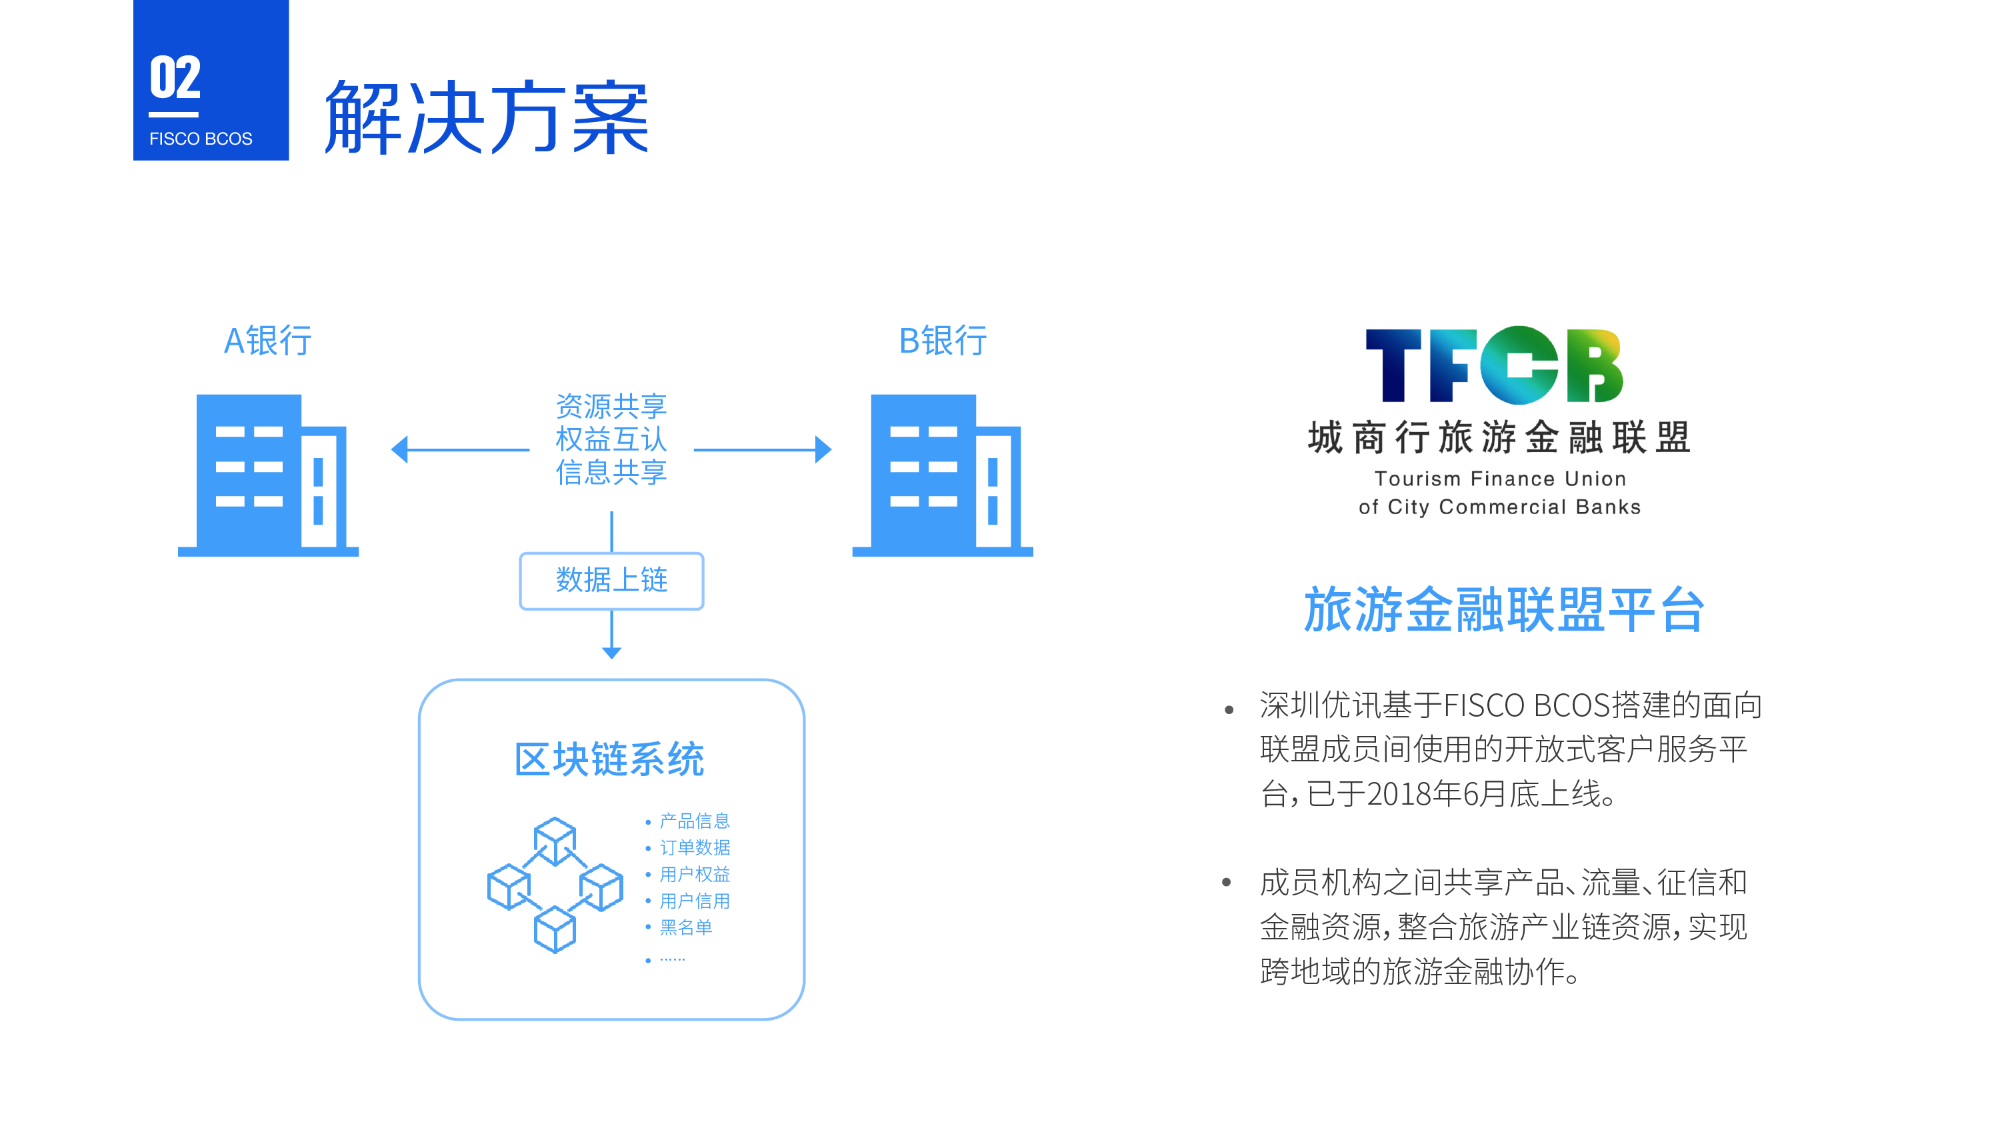 02
FISCO BCOS
解决方案
A银行
B银行
资源共享
权益互认
信息共享
数据上链
区块链系统
• 产品信息
• 订单数据
• 用户权益
• 用户信用
• 黑名单
• ······
TFCB
城商行旅游金融联盟
Tourism Finance Union
of City Commercial Banks
旅游金融联盟平台
• 深圳优讯基于FISCO BCOS搭建的面向
联盟成员间使用的开放式客户服务平
台，已于2018年6月底上线。
• 成员机构之间共享产品、流量、征信和
金融资源，整合旅游产业链资源，实现
跨地域的旅游金融协作。